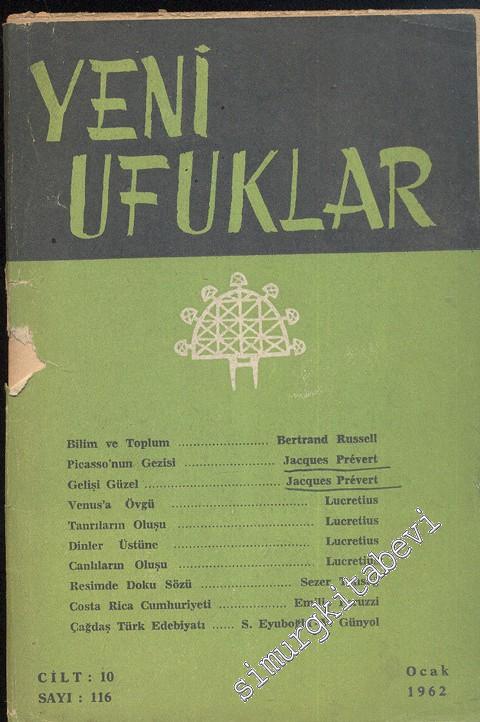 YENİ
UFUKLAR
Bilim ve Toplum ........................ Bertrand Russell
Picasso'nun Gezisi ........................ Jacques Prévert
Gelişi Güzel ........................ Jacques Prévert
Venus'a Övgü ........................ Lucretius
Tanrıların Oluşu ........................ Lucretius
Dinler Üstüne ........................ Lucretius
Canlıların Oluşu ........................ Lucretius
Resimde Doku Sözü ........................ Sezer
Costa Rica Cumhuriyeti ........................
Çağdaş Türk Edebiyatı ...... S. Eyuboğlu Günyol
CİLT : 10
SAYI : 116
Ocak
1962
simurgkitabevi.com